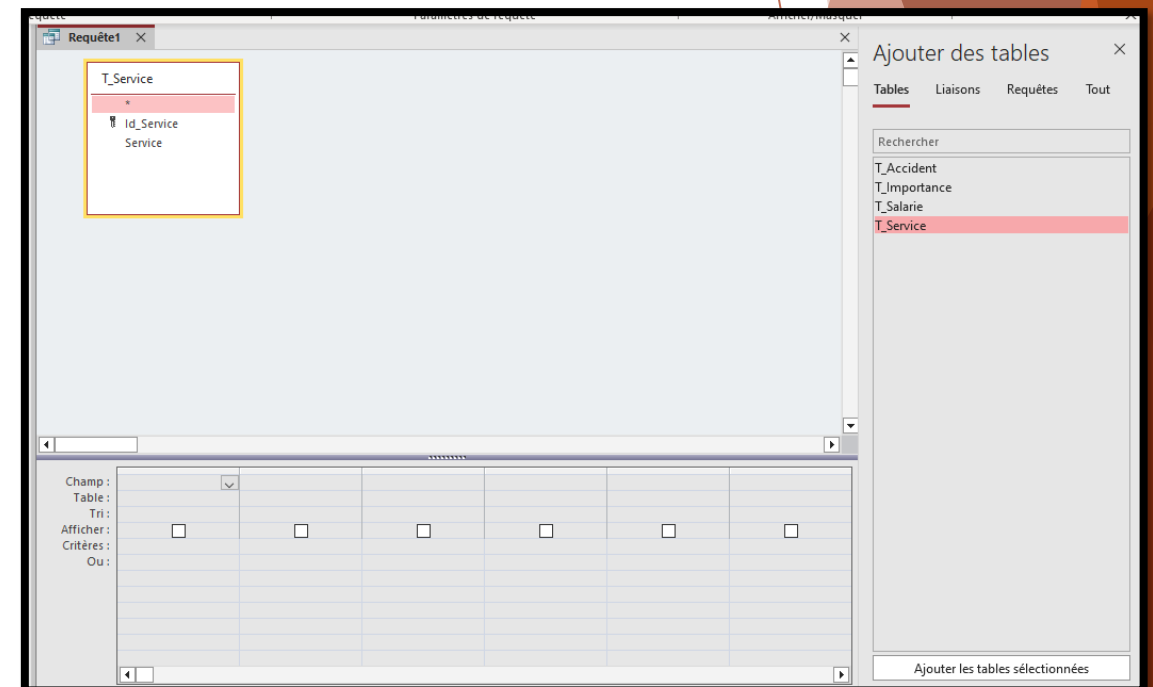 Requête1
T_Service
*
Id_Service
Service
Champ :
Table :
Tri :
Afficher :
Critères :
Ou :
Ajouter des tables
Tables Liaisons Requêtes Tout
Rechercher
T_Accident
T_Importance
T_Salarie
T_Service
Ajouter les tables sélectionnées